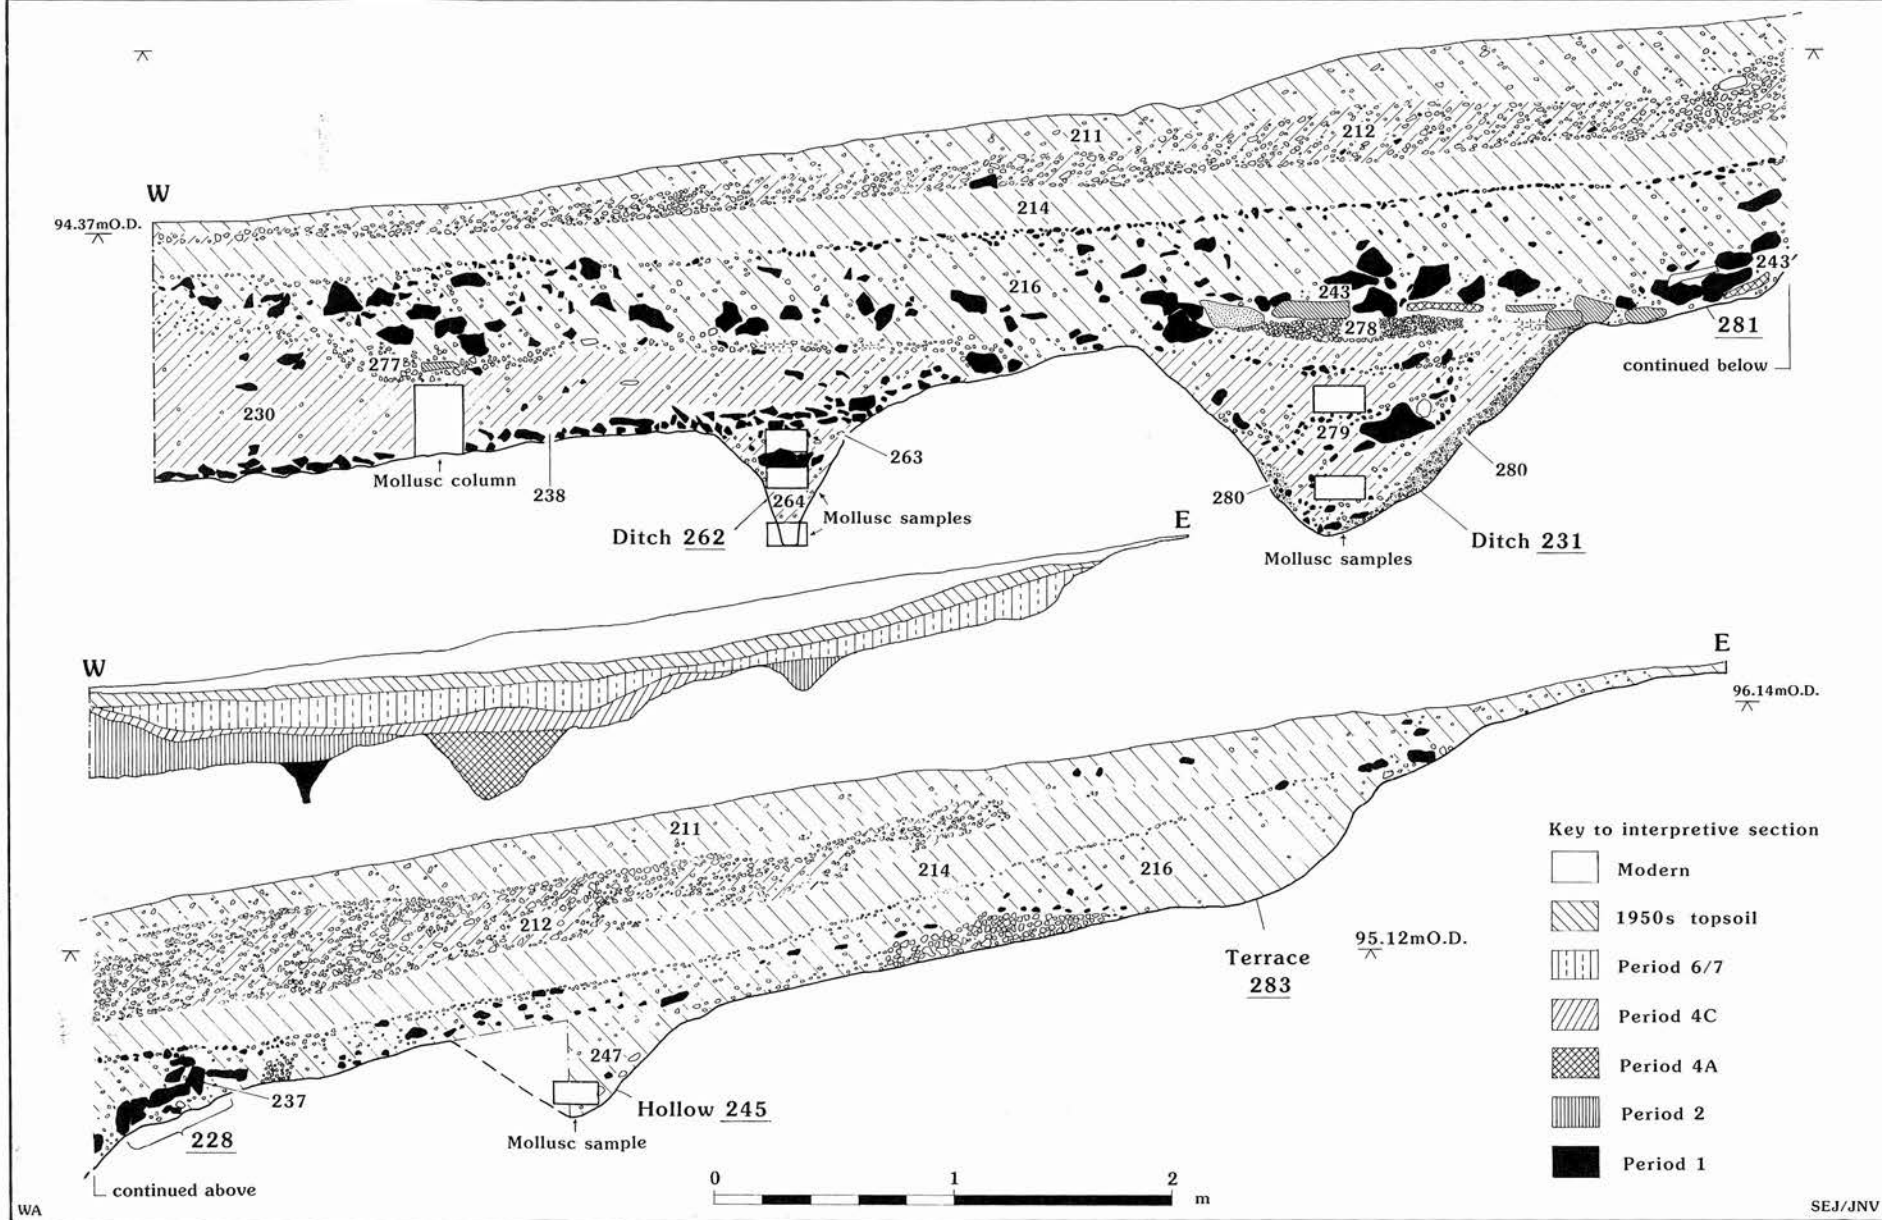 W
94.37mO.D.
211
212
214
216
243
243
278
281
continued below
277
230
279
280
280
263
264
238
Mollusc column
Mollusc samples
Ditch 262
Mollusc samples
Ditch 231
E
W
E
96.14mO.D.
211
214
216
212
Terrace
283
95.12mO.D.
247
237
Hollow 245
228
Mollusc sample
continued above
Key to interpretive section
Modern
1950s topsoil
Period 6/7
Period 4C
Period 4A
Period 2
Period 1
0 1 2
m
WA
SEJ/JNV